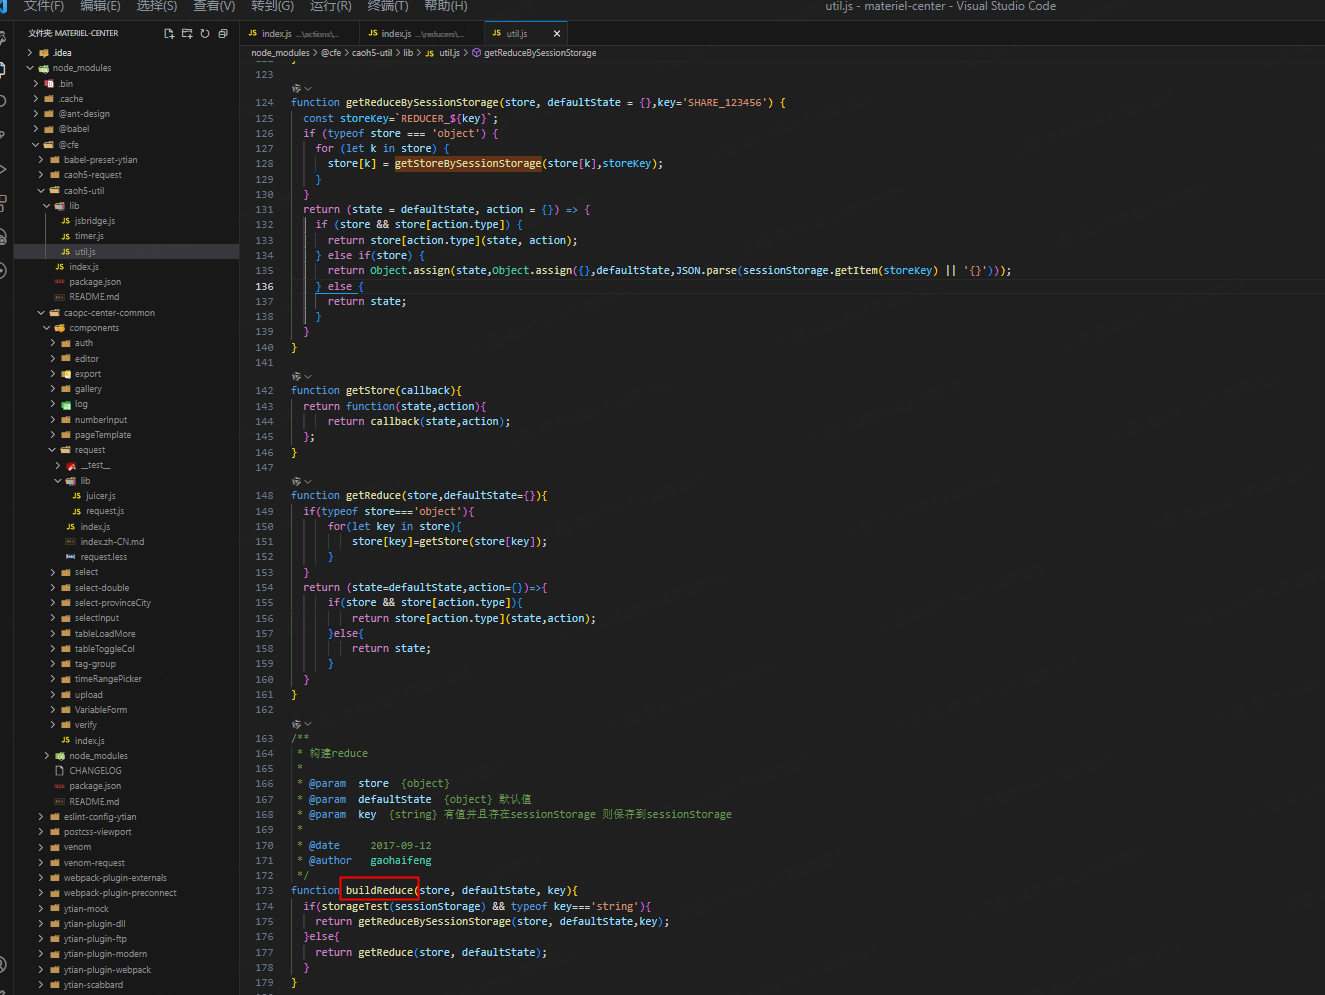 文件(F) 编辑(E) 选择(S) 查看(V) 转到(G) 运行(R) 终端(T) 帮助(H)
util.js - materiel-center - Visual Studio Code
文件夹: MATERIEL-CENTER
.idea
node_modules
.bin
.cache
@ant-design
@babel
@cfe
babel-preset-ytian
caoh5-request
caoh5-util
lib
JS jsbridge.js
JS timer.js
JS util.js
JS index.js
package.json
README.md
caopc-center-common
components
auth
editor
export
gallery
log
numberInput
pageTemplate
request
__test__
lib
JS juicer.js
JS request.js
JS index.js
index.zh-CN.md
request.less
select
select-double
select-provinceCity
selectInput
tableLoadMore
tableToggleCol
tag-group
timeRangePicker
upload
VariableForm
verify
JS index.js
node_modules
CHANGELOG
package.json
README.md
eslint-config-ytian
postcss-viewport
venom
venom-request
webpack-plugin-externals
webpack-plugin-preconnect
ytian-mock
ytian-plugin-dll
ytian-plugin-ftp
ytian-plugin-modern
ytian-plugin-webpack
ytian-scabbard
JS index.js ...\actions\... JS index.js ...\reducers\... JS util.js ×
node_modules > @cfe > caoh5-util > lib > JS util.js > getReduceBySessionStorage
123
124 function getReduceBySessionStorage(store, defaultState = {},key='SHARE_123456') {
125 const storeKey=`REDUCER_${key}`;
126 if (typeof store === 'object') {
127 for (let k in store) {
128 store[k] = getStoreBySessionStorage(store[k],storeKey);
129 }
130 }
131 return (state = defaultState, action = {}) => {
132 if (store && store[action.type]) {
133 return store[action.type](state, action);
134 } else if(store) {
135 return Object.assign(state,Object.assign({},defaultState,JSON.parse(sessionStorage.getItem(storeKey) || '{}')));
136 } else {
137 return state;
138 }
139 }
140 }
141
142 function getStore(callback){
143 return function(state,action){
144 return callback(state,action);
145 };
146 }
147
148 function getReduce(store,defaultState={}){
149 if(typeof store==='object'){
150 for(let key in store){
151 store[key]=getStore(store[key]);
152 }
153 }
154 return (state=defaultState,action={})=>{
155 if(store && store[action.type]){
156 return store[action.type](state,action);
157 }else{
158 return state;
159 }
160 }
161 }
162
163 /**
164 * 构建reduce
165 *
166 * @param store {object}
167 * @param defaultState {object} 默认值
168 * @param key {string} 有值并且存在sessionStorage 则保存到sessionStorage
169 *
170 * @date 2017-09-12
171 * @author gaohaifeng
172 */
173 function buildReduce(store, defaultState, key){
174 if(storageTest(sessionStorage) && typeof key==='string'){
175 return getReduceBySessionStorage(store, defaultState,key);
176 }else{
177 return getReduce(store, defaultState);
178 }
179 }